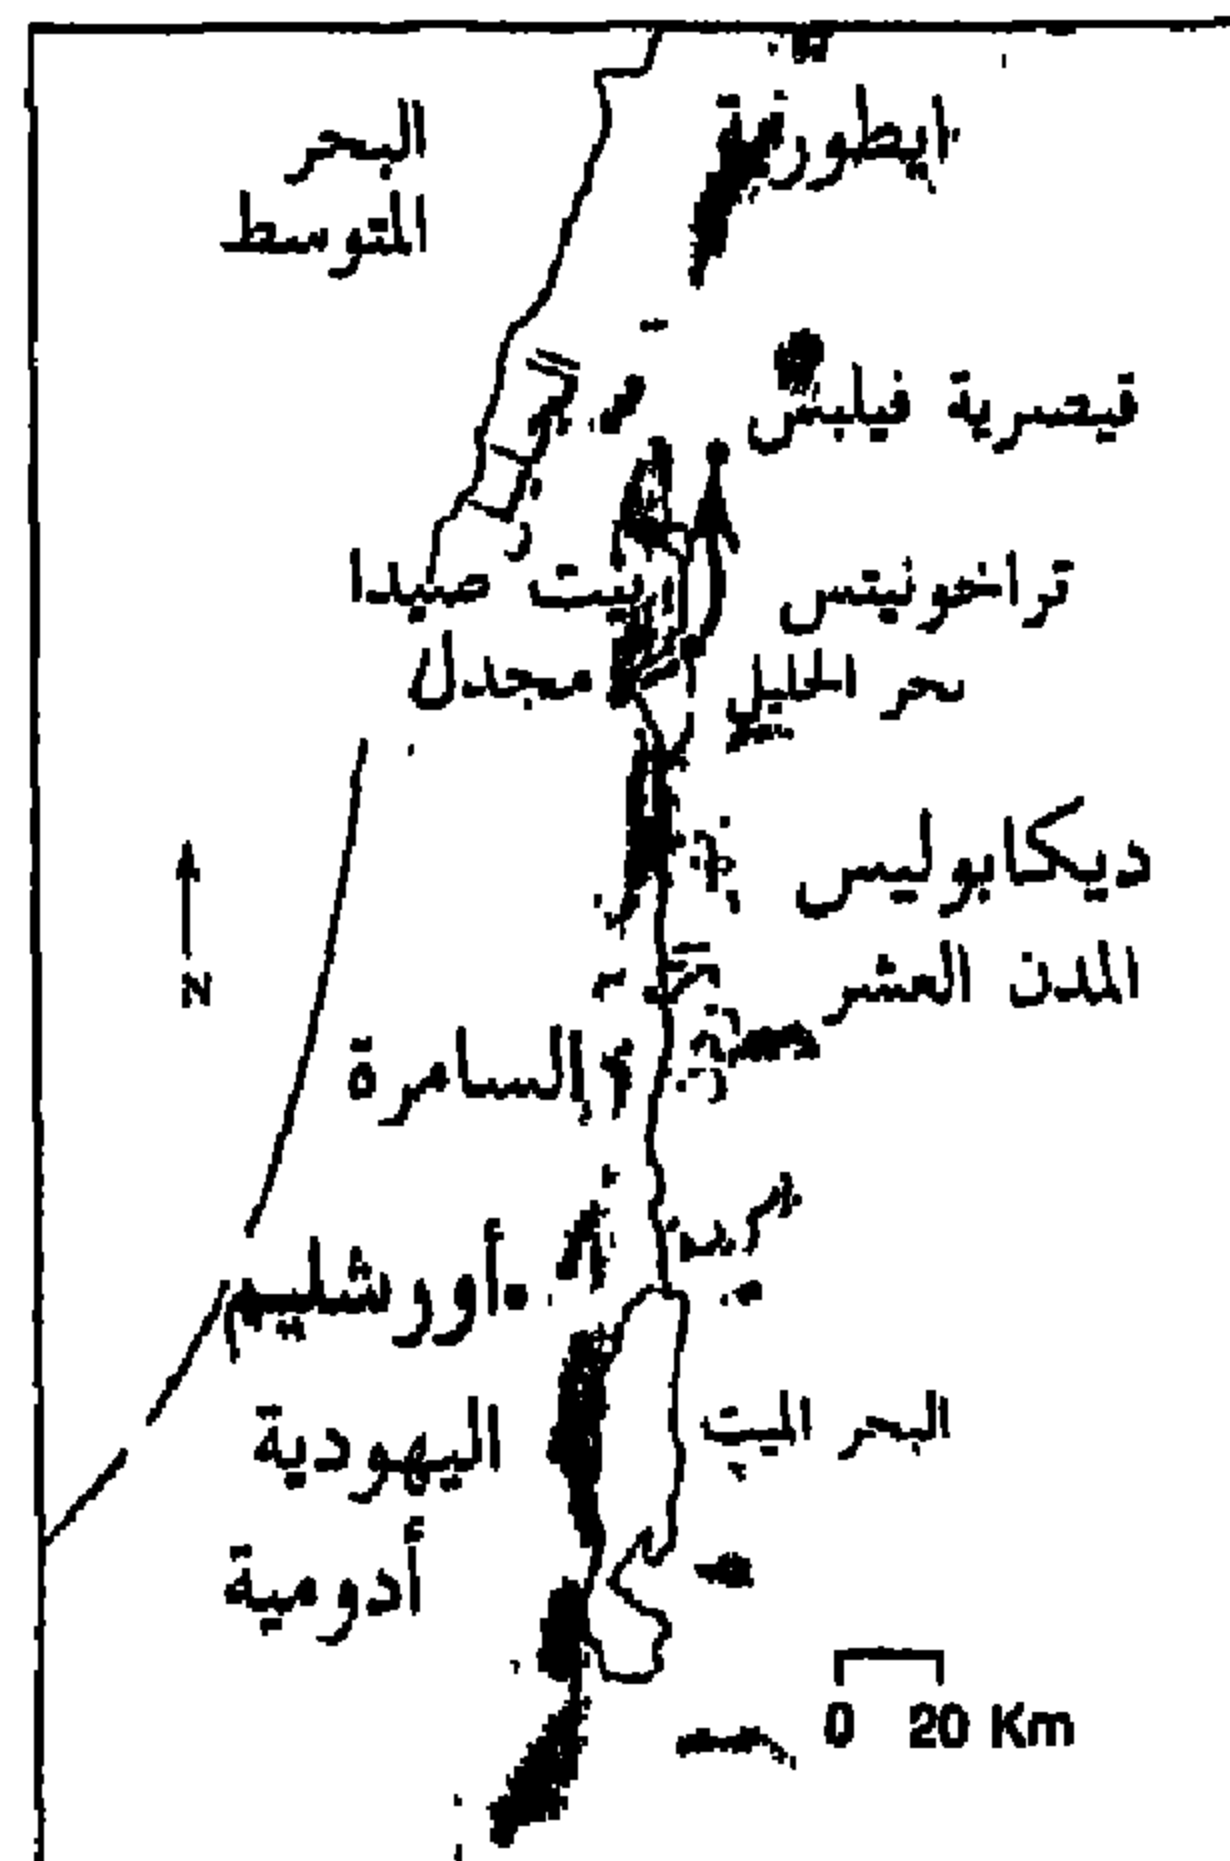 ايطورية
البحر
المتوسط
قيصرية فيلبس
تراخونيتس
بيت صيدا
مجدل
بحر الجليل
ديكابوليس
المدن العشر
N
السامرة
أورشليم
اليهودية
البحر الميت
أدومية
0 20 Km